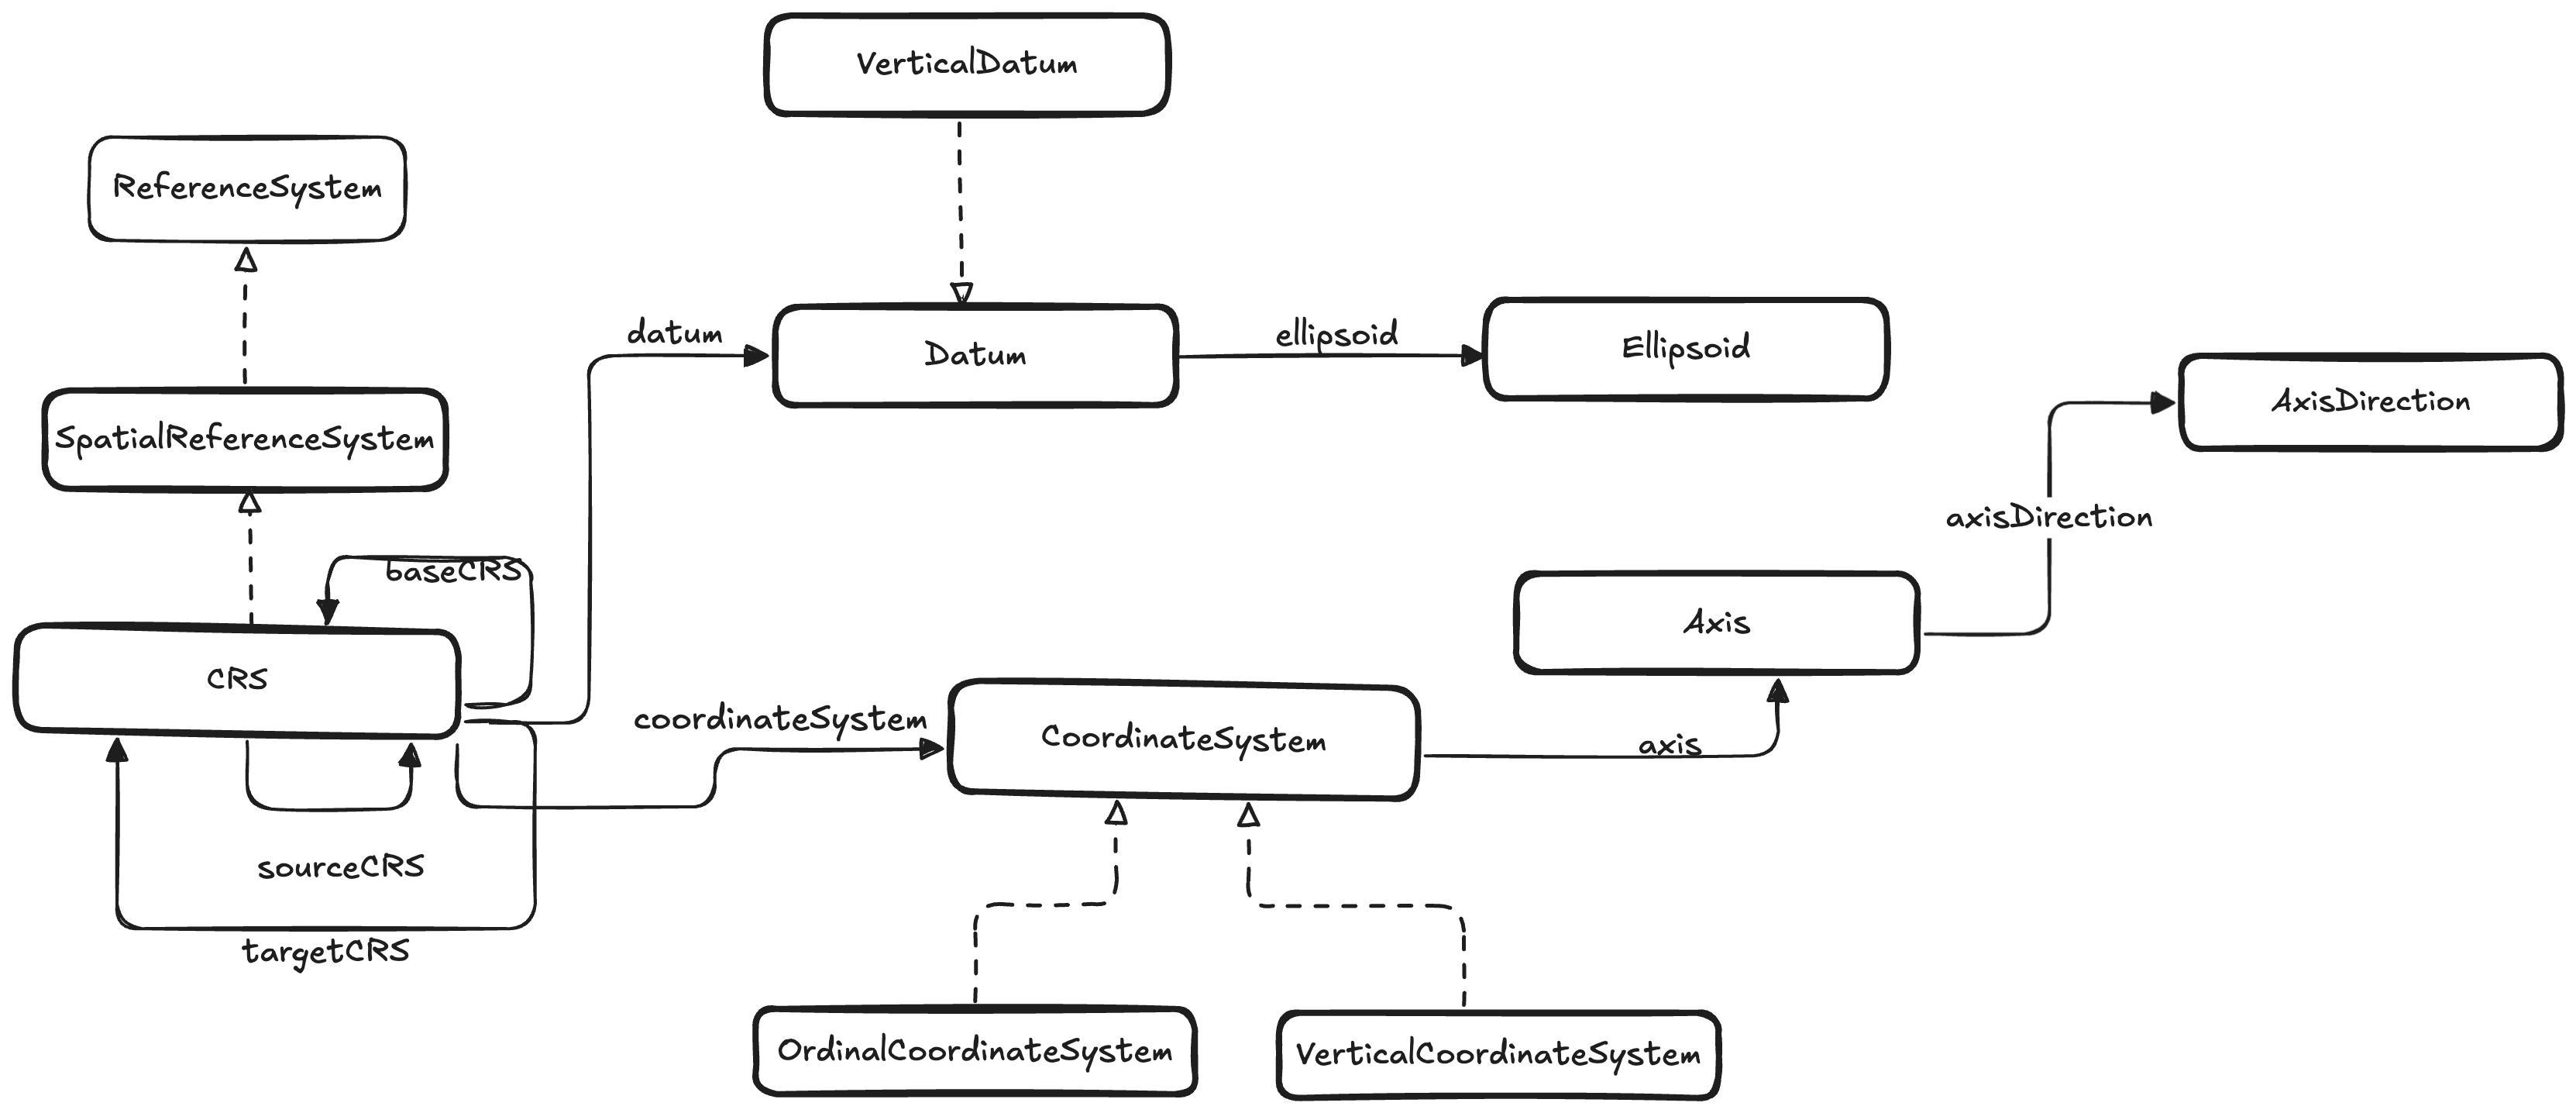 VerticalDatum
ReferenceSystem
datum
Datum
ellipsoid
Ellipsoid
AxisDirection
SpatialReferenceSystem
axisDirection
baseCRS
CRS
Axis
coordinateSystem
CoordinateSystem
axis
sourceCRS
targetCRS
OrdinalCoordinateSystem
VerticalCoordinateSystem